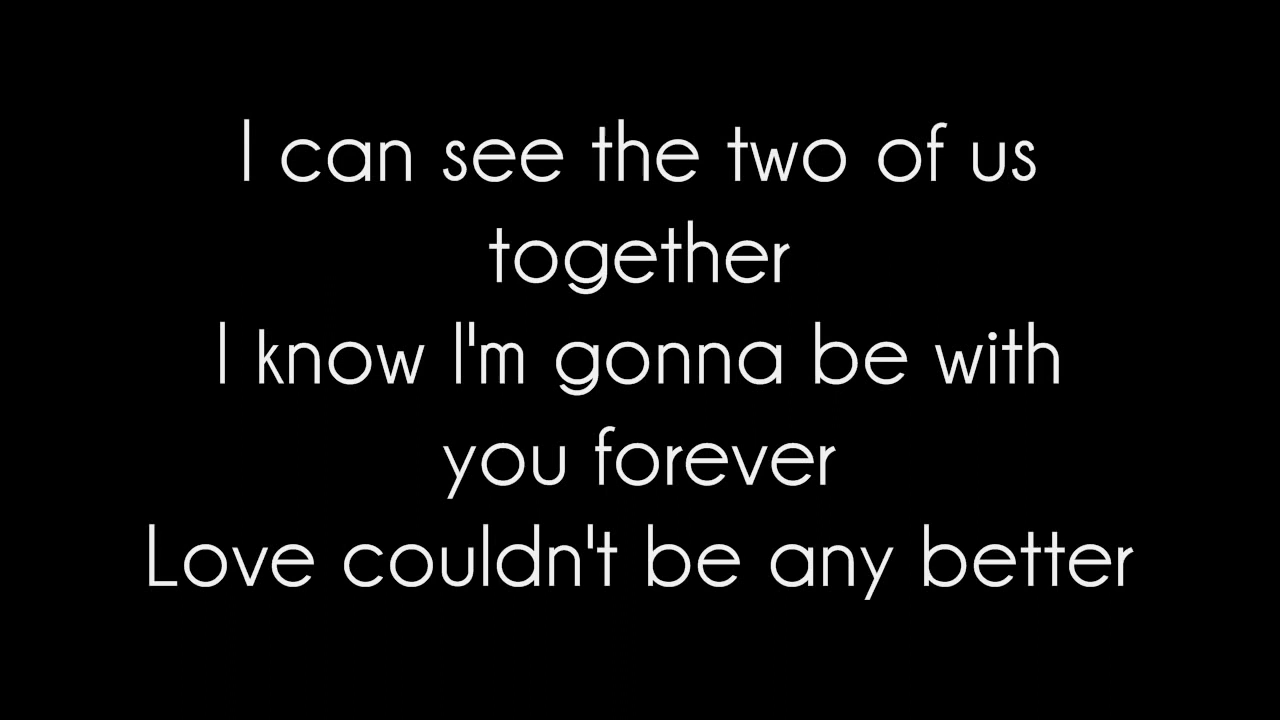 I can see the two of us
together
I know I'm gonna be with
you forever
Love couldn't be any better